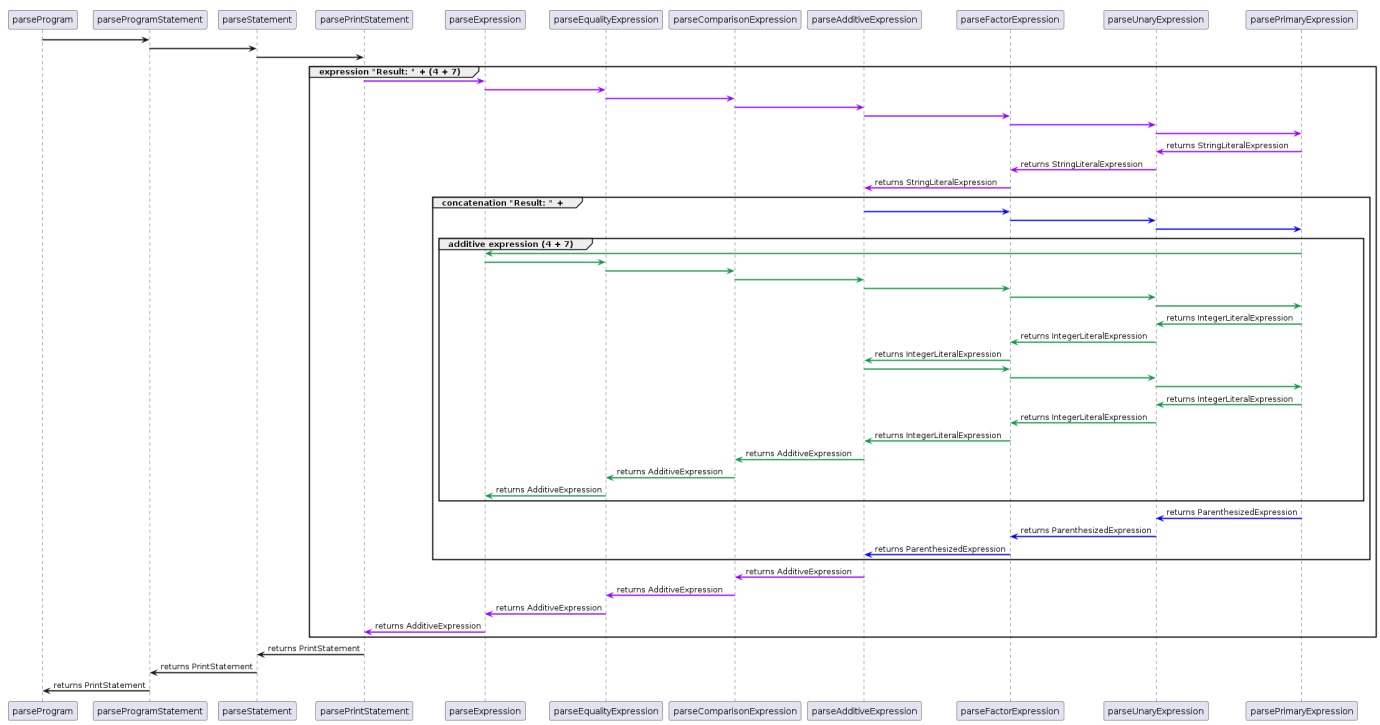 parseProgram
parseProgramStatement
parseStatement
parsePrintStatement
parseExpression
parseEqualityExpression
parseComparisonExpression
parseAdditiveExpression
parseFactorExpression
parseUnaryExpression
parsePrimaryExpression
expression "Result: " + (4 + 7)
returns StringLiteralExpression
returns StringLiteralExpression
returns StringLiteralExpression
concatenation "Result: " +
additive expression (4 + 7)
returns IntegerLiteralExpression
returns IntegerLiteralExpression
returns IntegerLiteralExpression
returns IntegerLiteralExpression
returns IntegerLiteralExpression
returns IntegerLiteralExpression
returns AdditiveExpression
returns AdditiveExpression
returns AdditiveExpression
returns ParenthesizedExpression
returns ParenthesizedExpression
returns ParenthesizedExpression
returns AdditiveExpression
returns AdditiveExpression
returns AdditiveExpression
returns AdditiveExpression
returns PrintStatement
returns PrintStatement
returns PrintStatement
parseProgram
parseProgramStatement
parseStatement
parsePrintStatement
parseExpression
parseEqualityExpression
parseComparisonExpression
parseAdditiveExpression
parseFactorExpression
parseUnaryExpression
parsePrimaryExpression